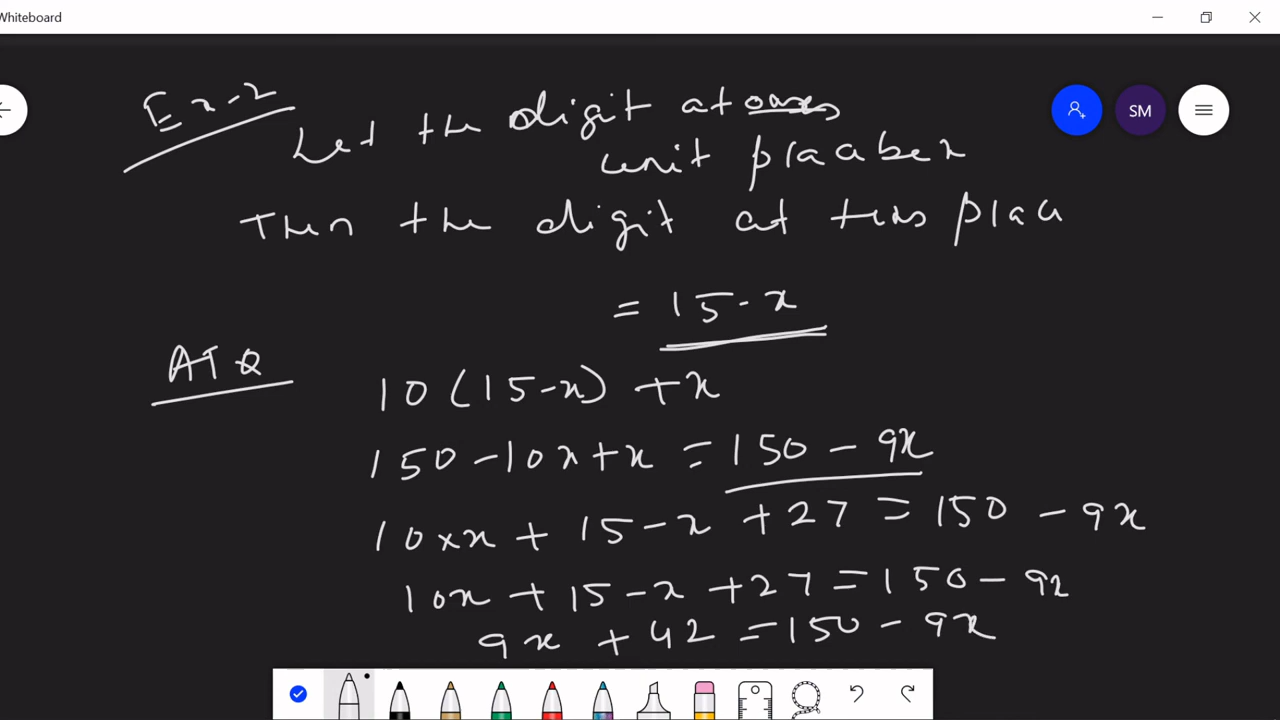 Whiteboard
SM
Ex-2
Let the digit at
unit place be x
Then the digit at tens place
= 15-x
ATQ
10(15-x) +x
150-10x+x = 150-9x
10xx + 15-x +27 = 150 -9x
10x + 15-x +27 = 150-9x
9x + 42 = 150 - 9x